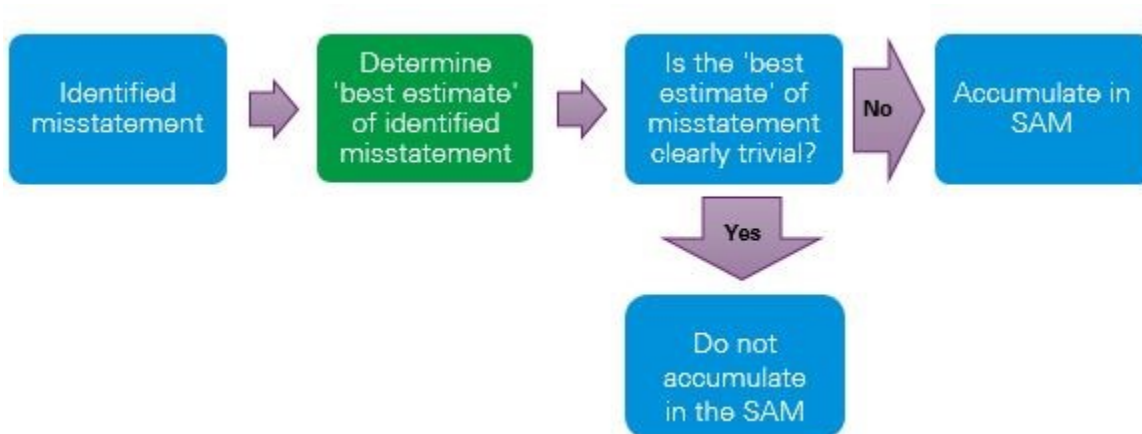 Identified
misstatement
Determine
'best estimate'
of identified
misstatement
Is the 'best
estimate' of
misstatement
clearly trivial?
No
Accumulate in
SAM
Yes
Do not
accumulate
in the SAM